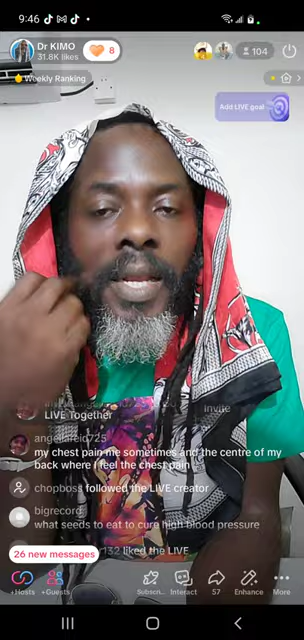 9:46
Dr KIMO
31.8K likes
8
104
Weekly Ranking
Add LIVE goal
LIVE Together
Invite
angellareid725
my chest pain me sometimes and the centre of my
back where i feel the chest pain
chopboss followed the LIVE creator
bigrecord
what seeds to eat to cure high blood pressure
26 new messages
132 liked the LIVE
+Hosts
+Guests
Subscri...
Interact
57
Enhance
More